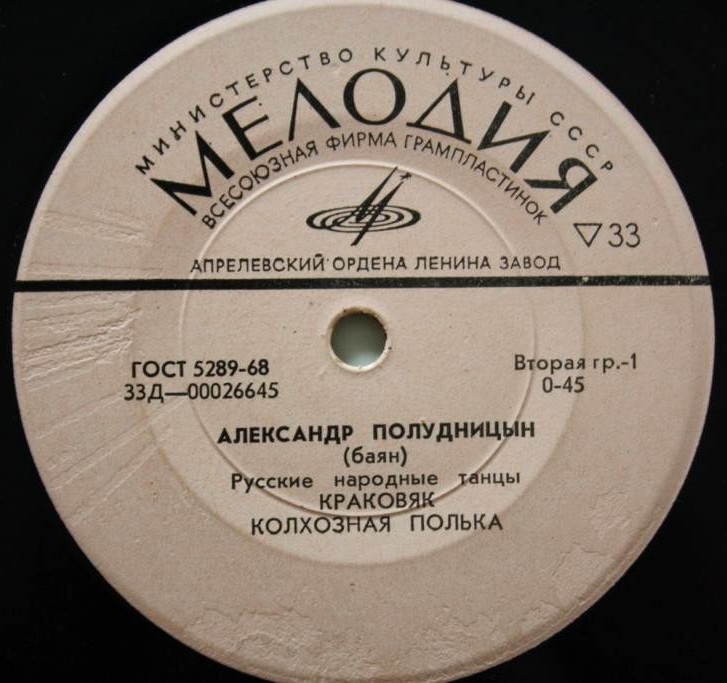 МИНИСТЕРСТВО КУЛЬТУРЫ СССР
МЕЛОДИЯ
ВСЕСОЮЗНАЯ ФИРМА ГРАМПЛАСТИНОК
▽33
АПРЕЛЕВСКИЙ ОРДЕНА ЛЕНИНА ЗАВОД
ГОСТ 5289-68
33Д—00026645
Вторая гр.-1
0-45
АЛЕКСАНДР ПОЛУДНИЦЫН
(баян)
Русские народные танцы
КРАКОВЯК
КОЛХОЗНАЯ ПОЛЬКА